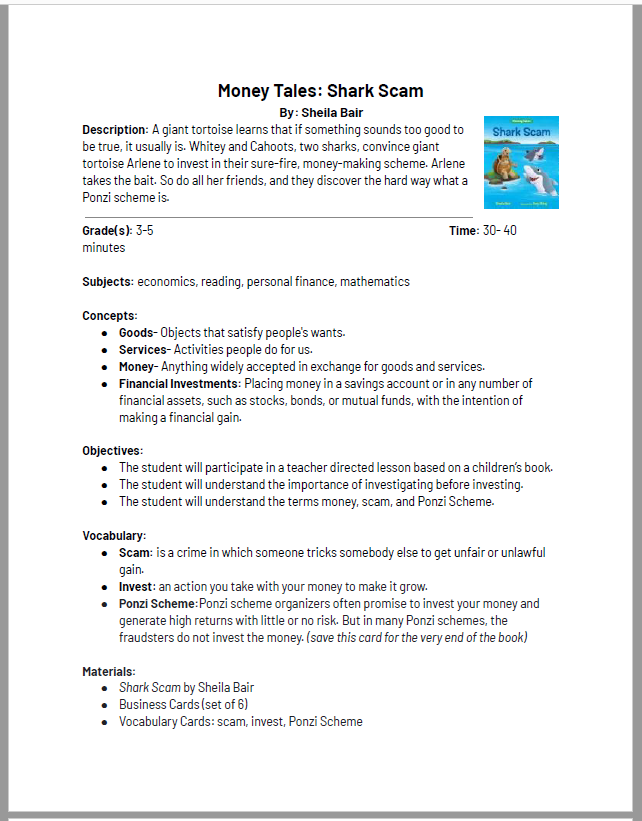 Money Tales: Shark Scam
By: Sheila Bair
Description: A giant tortoise learns that if something sounds too good to
be true, it usually is. Whitey and Cahoots, two sharks, convince giant
tortoise Arlene to invest in their sure-fire, money-making scheme. Arlene
takes the bait. So do all her friends, and they discover the hard way what a
Ponzi scheme is.
Shark Scam
Grade(s): 3-5 Time: 30- 40
minutes
Subjects: economics, reading, personal finance, mathematics
Concepts:
● Goods- Objects that satisfy people's wants.
● Services- Activities people do for us.
● Money- Anything widely accepted in exchange for goods and services.
● Financial Investments: Placing money in a savings account or in any number of
financial assets, such as stocks, bonds, or mutual funds, with the intention of
making a financial gain.
Objectives:
● The student will participate in a teacher directed lesson based on a children's book.
● The student will understand the importance of investigating before investing.
● The student will understand the terms money, scam, and Ponzi Scheme.
Vocabulary:
● Scam: is a crime in which someone tricks somebody else to get unfair or unlawful
gain.
● Invest: an action you take with your money to make it grow.
● Ponzi Scheme:Ponzi scheme organizers often promise to invest your money and
generate high returns with little or no risk. But in many Ponzi schemes, the
fraudsters do not invest the money. (save this card for the very end of the book)
Materials:
● Shark Scam by Sheila Bair
● Business Cards (set of 6)
● Vocabulary Cards: scam, invest, Ponzi Scheme